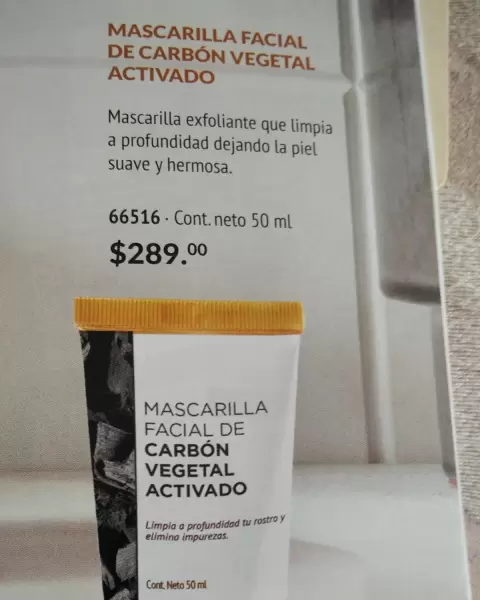 MASCARILLA FACIAL
DE CARBÓN VEGETAL
ACTIVADO
Mascarilla exfoliante que limpia
a profundidad dejando la piel
suave y hermosa.
66516 · Cont. neto 50 ml
$289.00
MASCARILLA
FACIAL DE
CARBÓN
VEGETAL
ACTIVADO
Limpia a profundidad tu rostro y
elimina impurezas.
Cont. Neto 50 ml